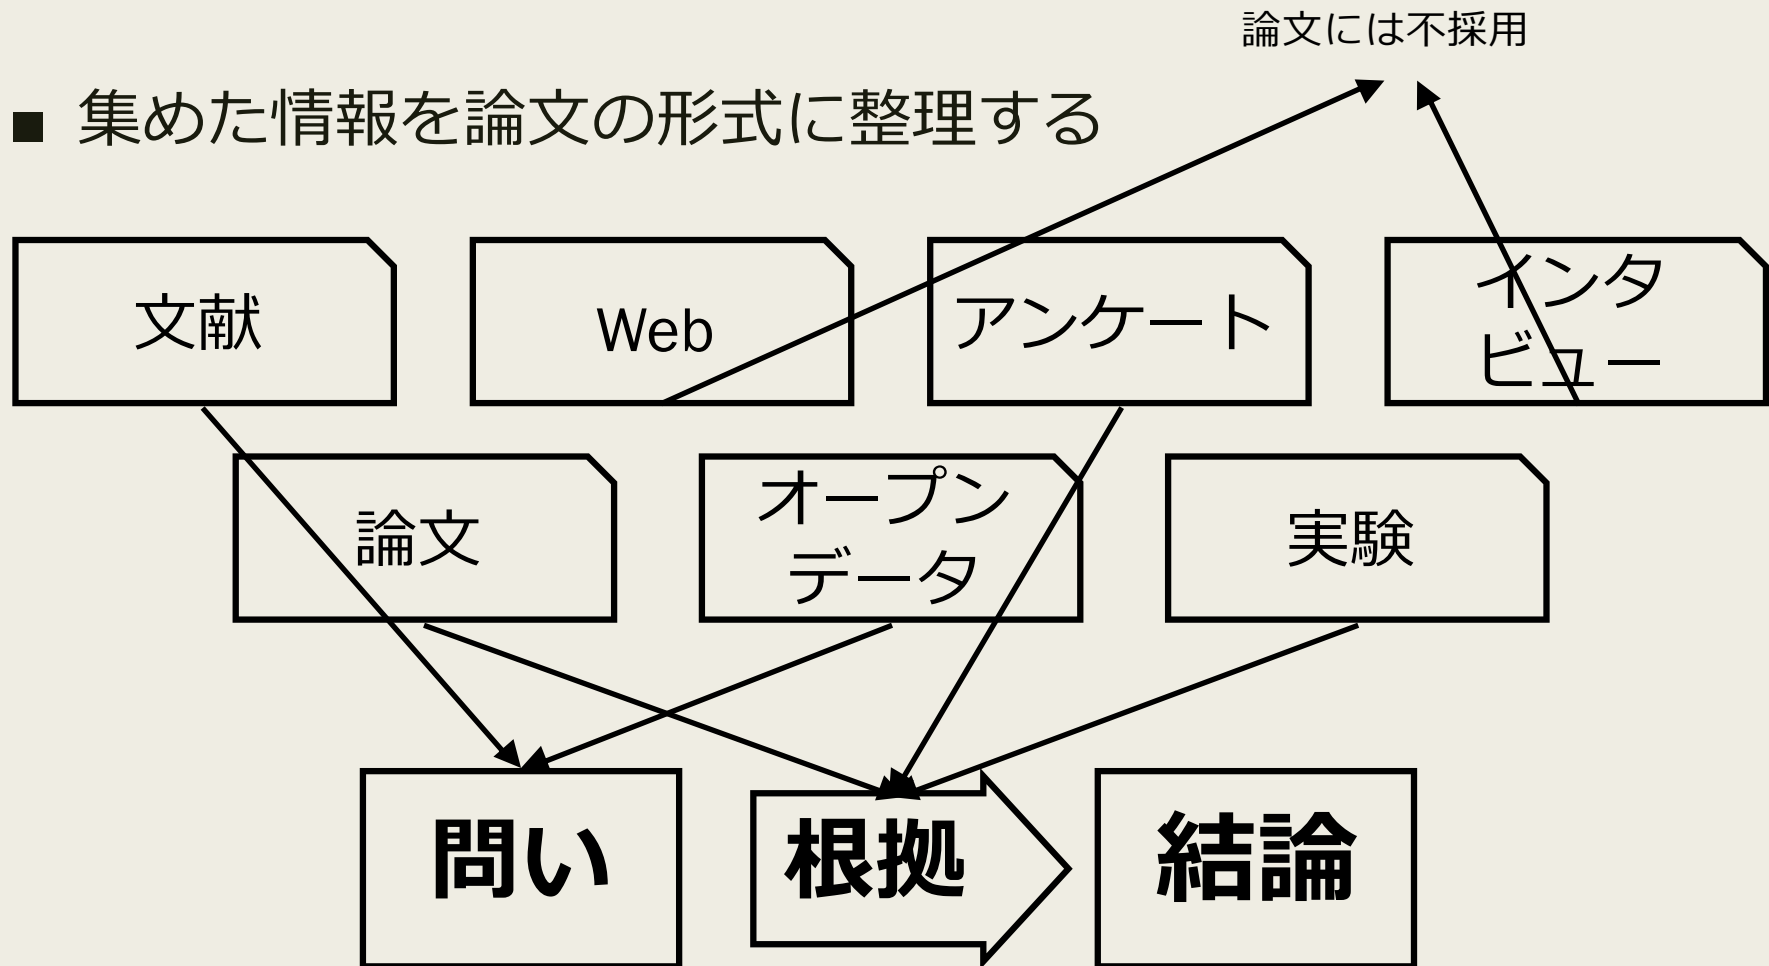 論文には不採用
■ 集めた情報を論文の形式に整理する
文献
Web
アンケート
インタ
ビュー
論文
オープン
データ
実験
問い
根拠
結論